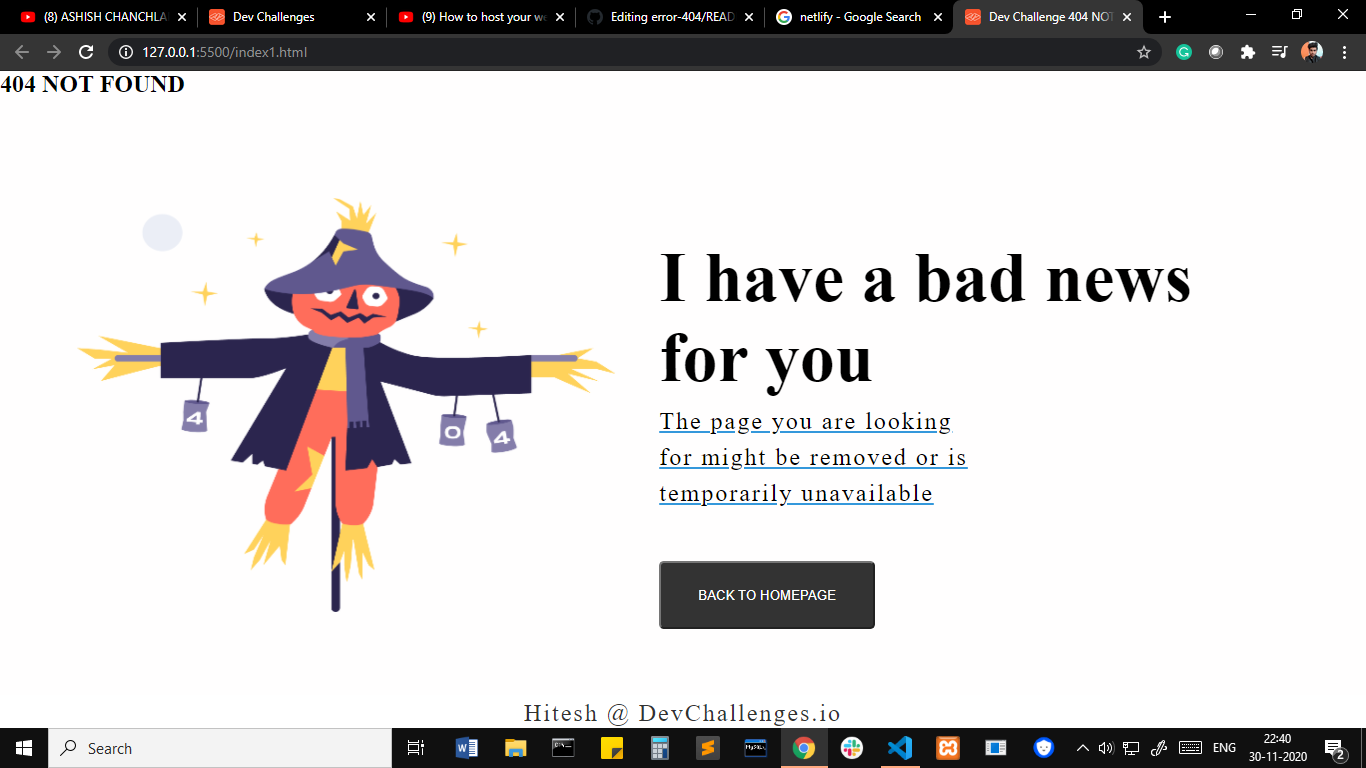 (8) ASHISH CHANCHLA
Dev Challenges
(9) How to host your we
Editing error-404/READ
netlify - Google Search
Dev Challenge 404 NOT
127.0.0.1:5500/index1.html
404 NOT FOUND
4
0
4
I have a bad news
for you
The page you are looking
for might be removed or is
temporarily unavailable
BACK TO HOMEPAGE
Hitesh @ DevChallenges.io
Search
ENG
22:40
30-11-2020
2